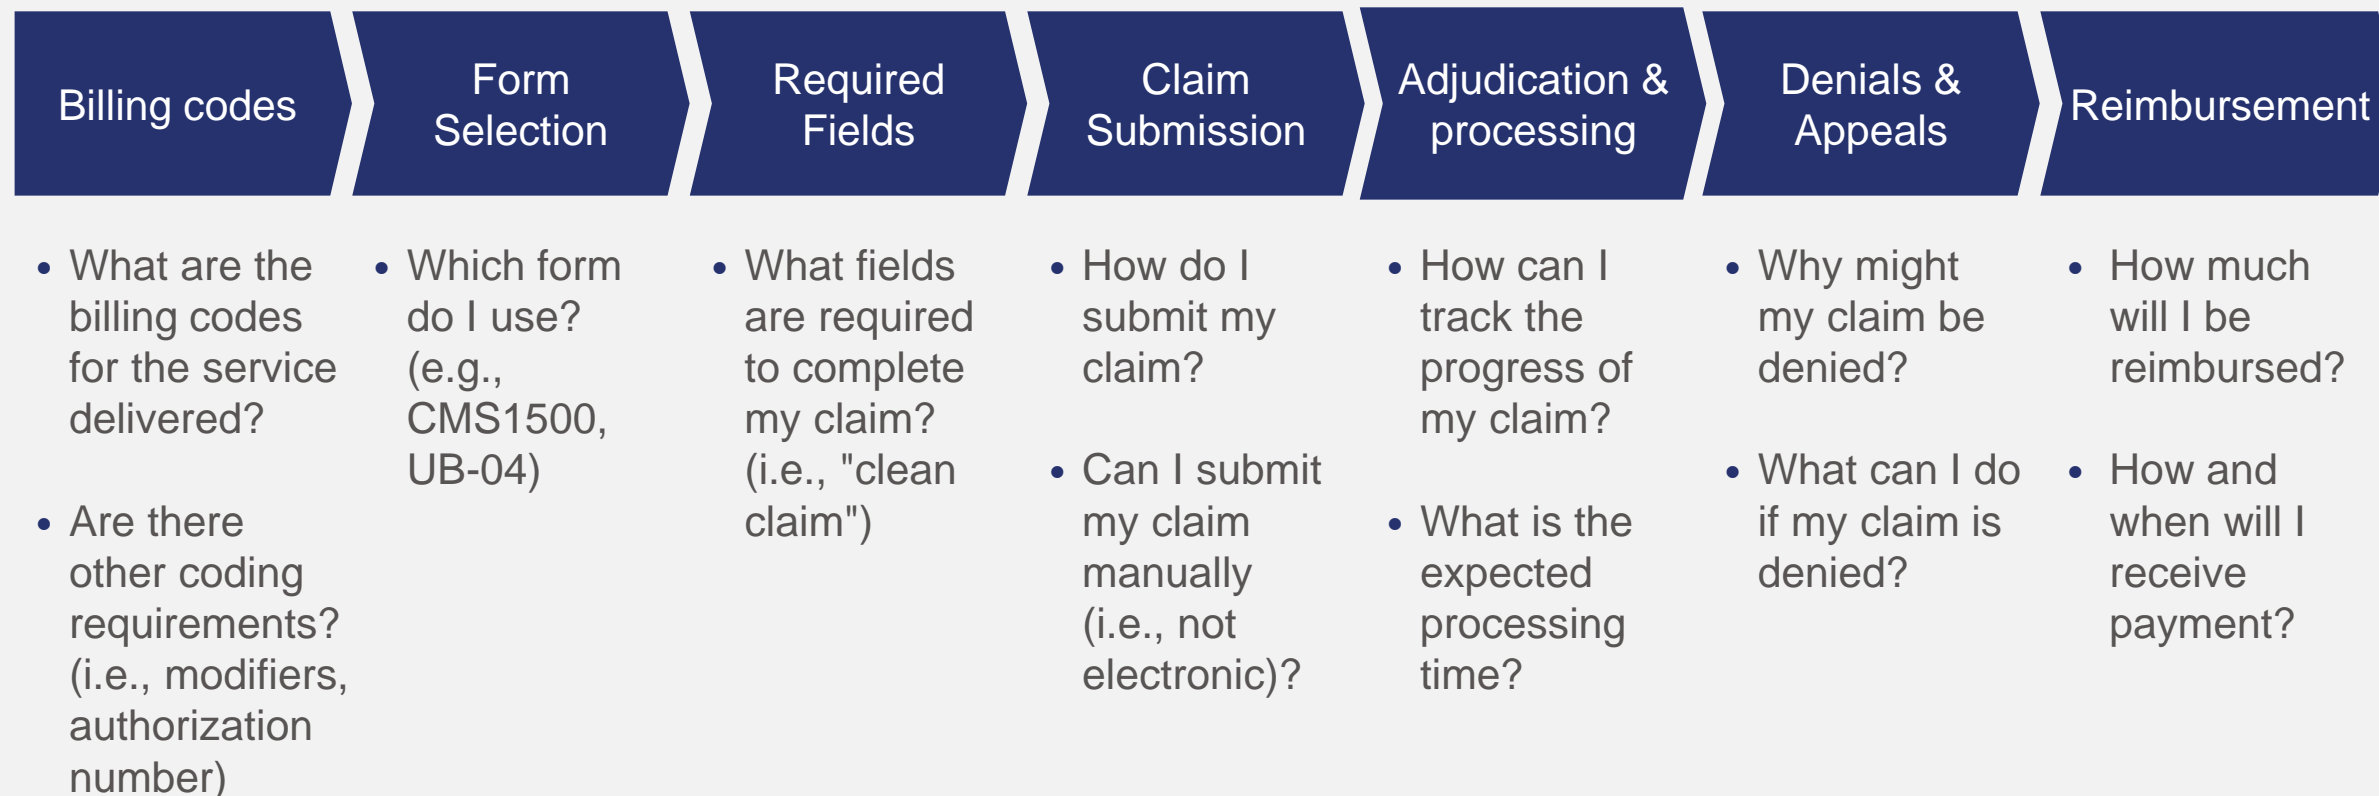 Billing codes
Form
Selection
Required
Fields
Claim
Submission
Adjudication &
processing
Denials &
Appeals
Reimbursement
• What are the
billing codes
for the service
delivered?
• Are there
other coding
requirements?
(i.e., modifiers,
authorization
number)
• Which form
do I use?
(e.g.,
CMS1500,
UB-04)
• What fields
are required
to complete
my claim?
(i.e., "clean
claim")
• How do I
submit my
claim?
• Can I submit
my claim
manually
(i.e., not
electronic)?
• How can I
track the
progress of
my claim?
• What is the
expected
processing
time?
• Why might
my claim be
denied?
• What can I do
if my claim is
denied?
• How much
will I be
reimbursed?
• How and
when will I
receive
payment?